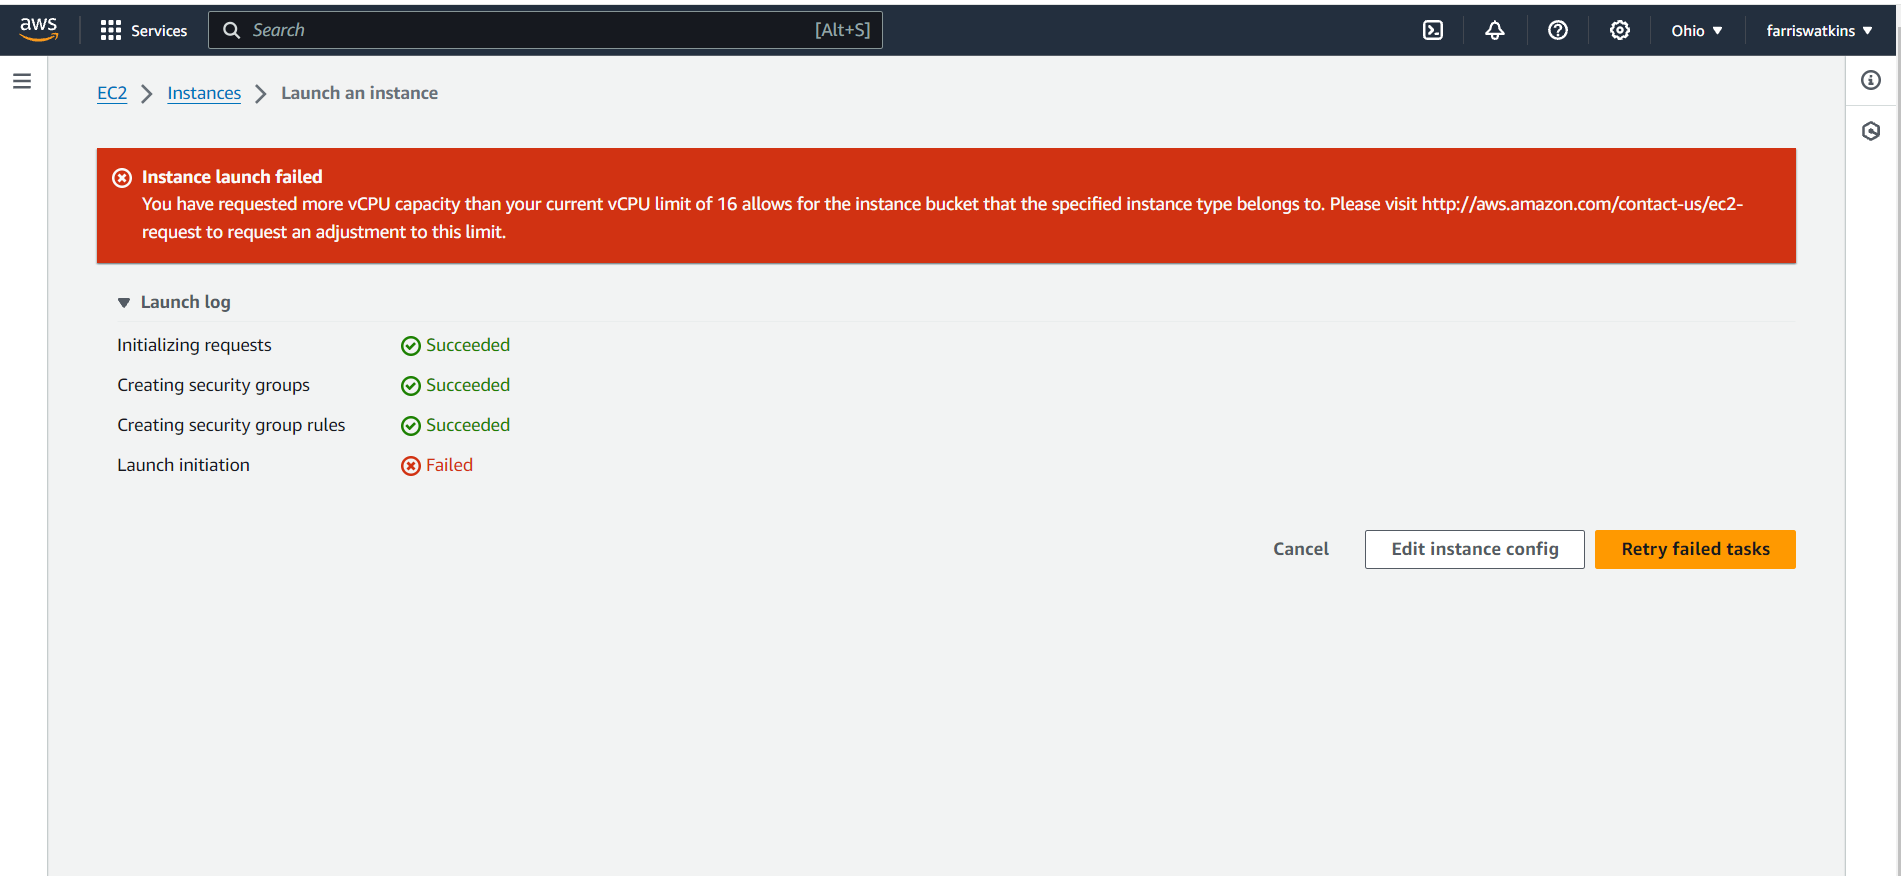 aws
Services
Search
[Alt+S]
Ohio
farriswatkins
EC2
Instances
Launch an instance
Instance launch failed
You have requested more vCPU capacity than your current vCPU limit of 16 allows for the instance bucket that the specified instance type belongs to. Please visit http://aws.amazon.com/contact-us/ec2-
request to request an adjustment to this limit.
Launch log
Initializing requests
Succeeded
Creating security groups
Succeeded
Creating security group rules
Succeeded
Launch initiation
Failed
Cancel
Edit instance config
Retry failed tasks